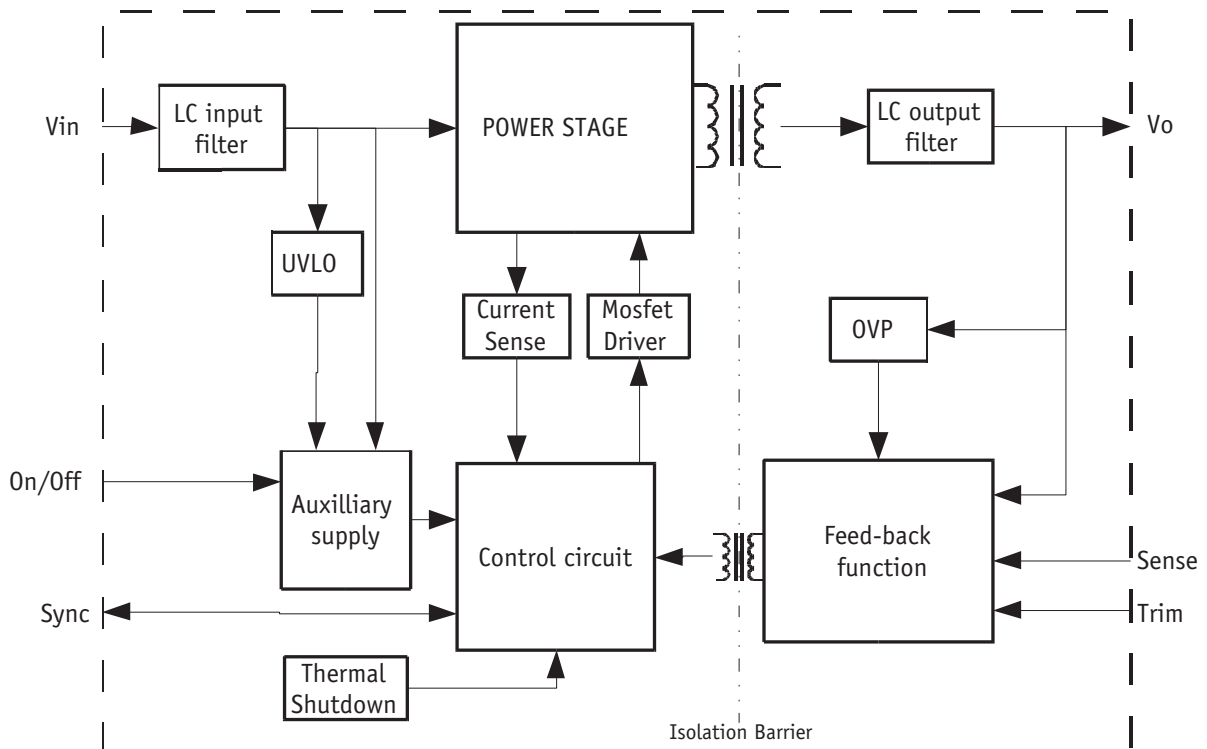 Vin
LC input
filter
POWER STAGE
LC output
filter
Vo
UVLO
Current
Sense
Mosfet
Driver
OVP
On/Off
Auxilliary
supply
Control circuit
Feed-back
function
Sense
Sync
Trim
Thermal
Shutdown
Isolation Barrier